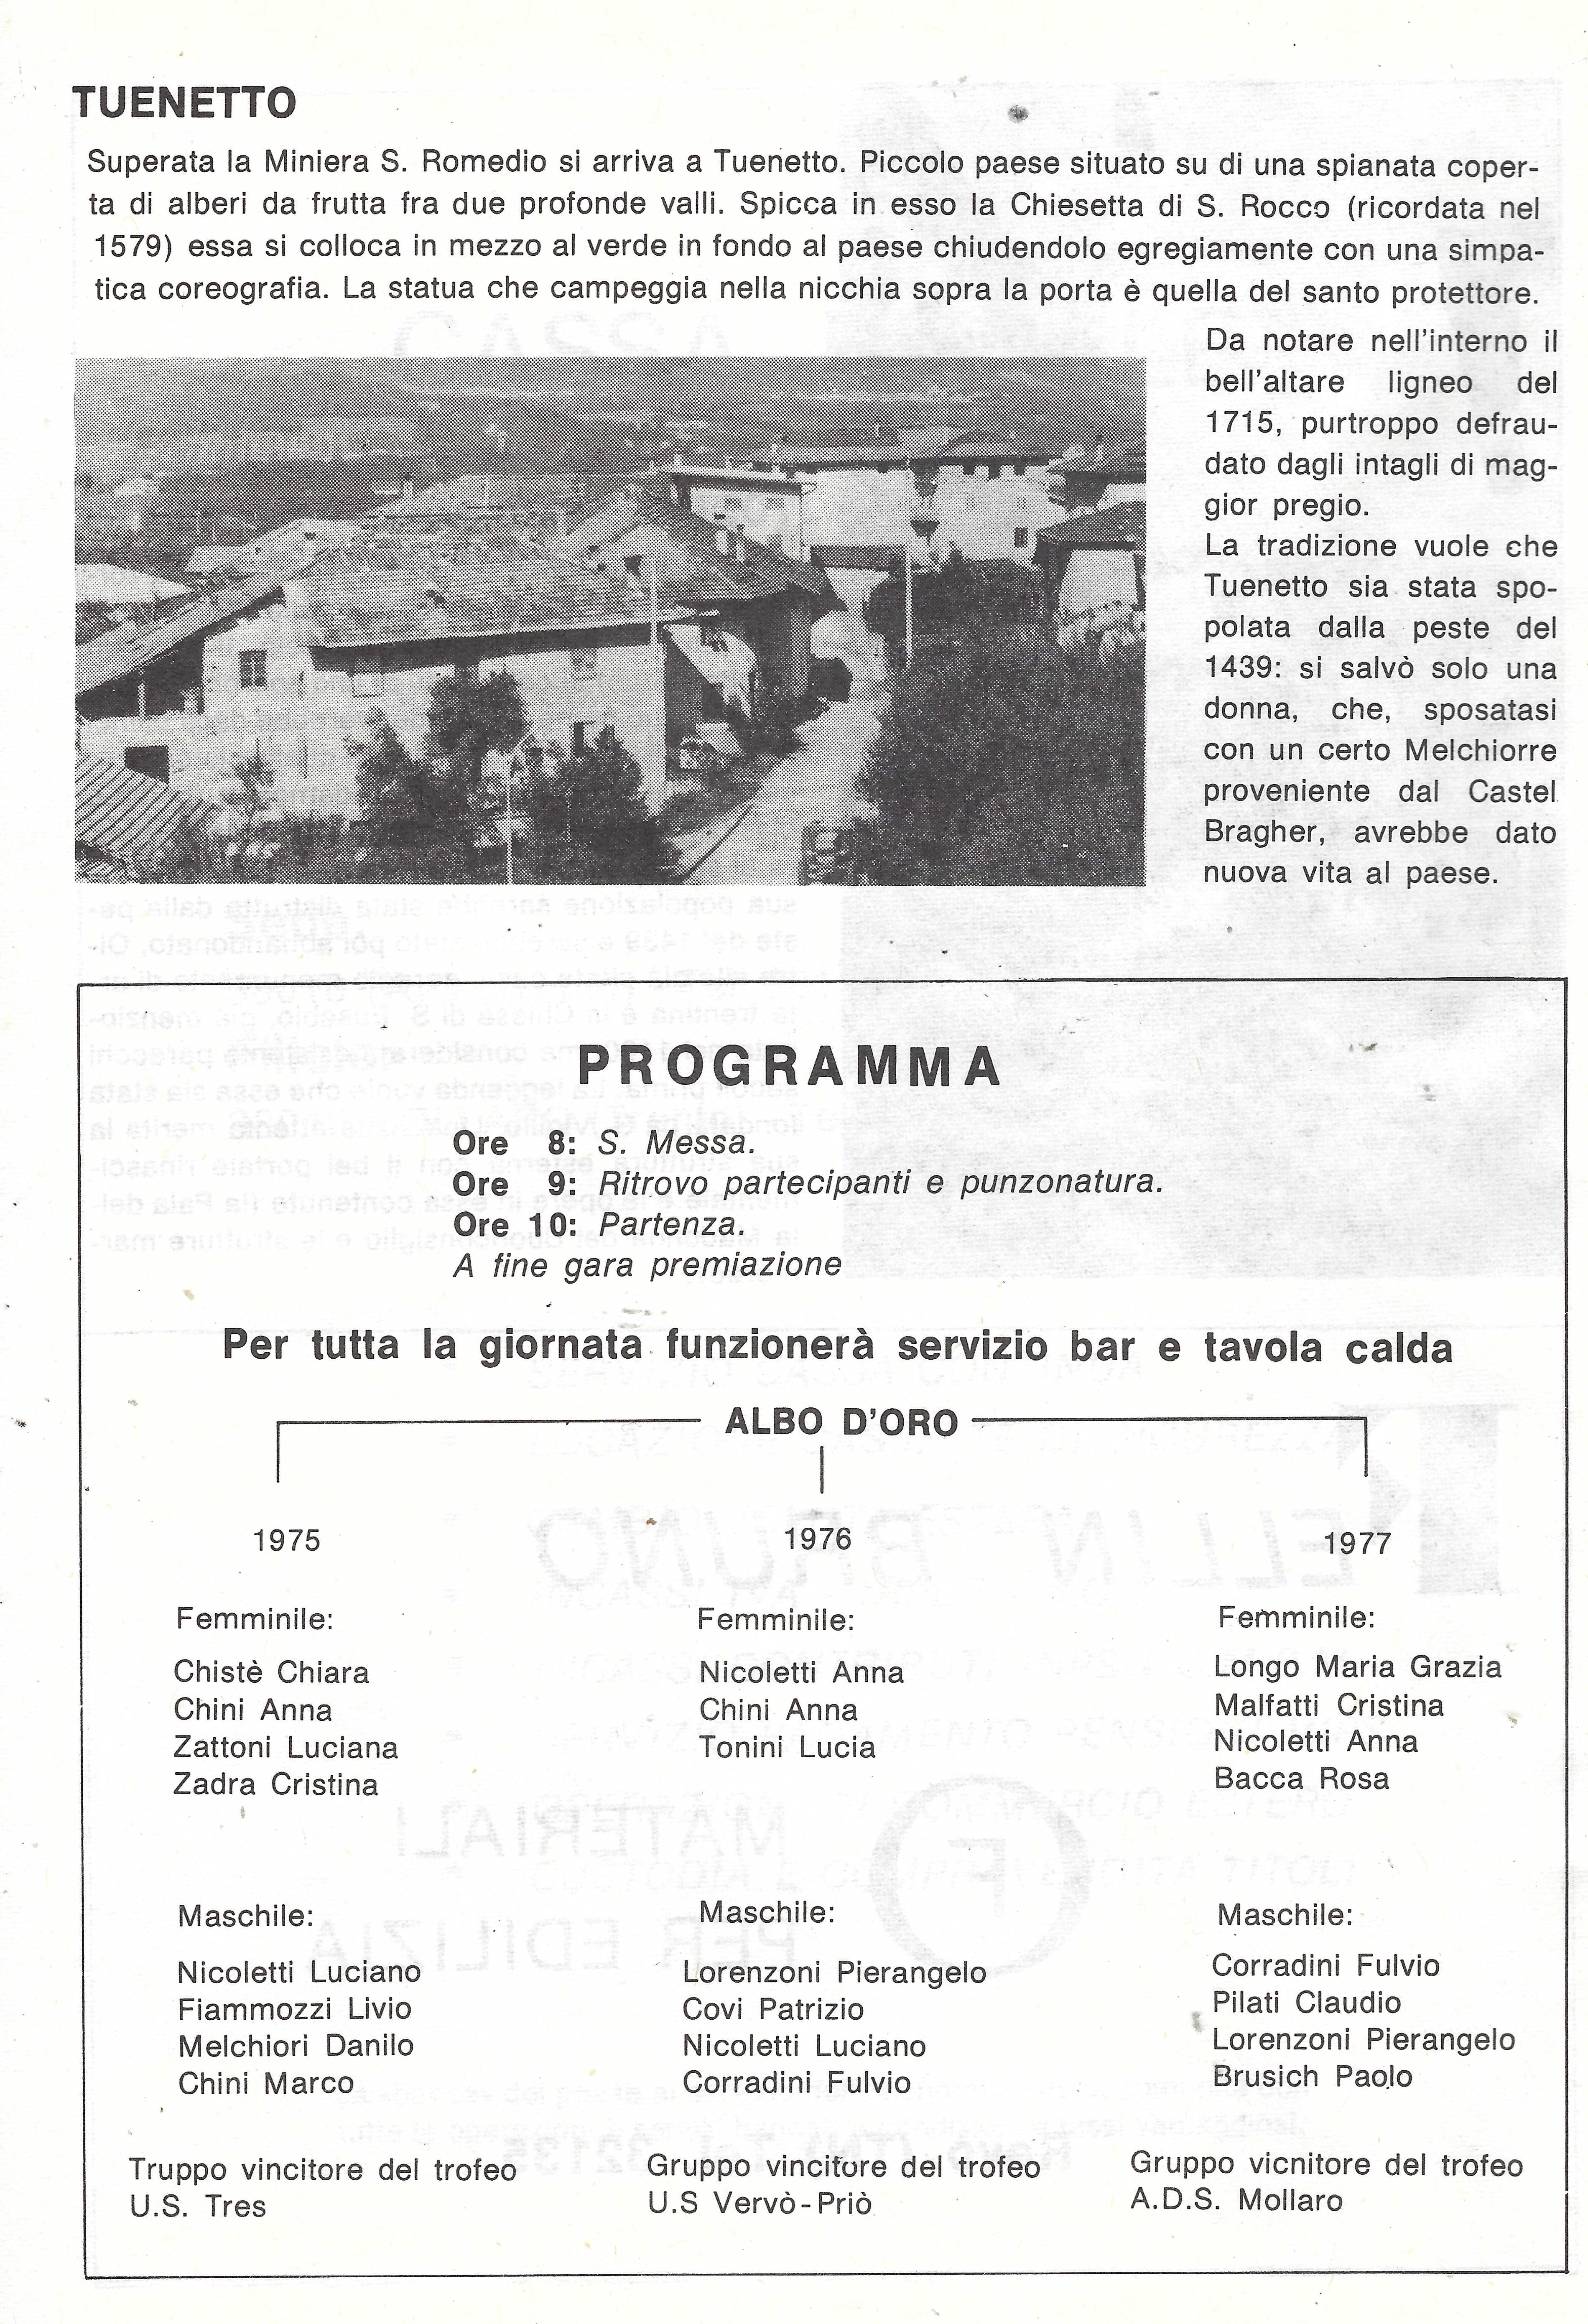 TUENETTO
Superata la Miniera S. Romedio si arriva a Tuenetto. Piccolo paese situato su di una spianata coper-
ta di alberi da frutta fra due profonde valli. Spicca in esso la Chiesetta di S. Rocco (ricordata nel
1579) essa si colloca in mezzo al verde in fondo al paese chiudendolo egregiamente con una simpa-
tica coreografia. La statua che campeggia nella nicchia sopra la porta è quella del santo protettore.
Da notare nell'interno il
bell'altare ligneo del
1715, purtroppo defrau-
dato dagli intagli di mag-
gior pregio.
La tradizione vuole che
Tuenetto sia stata spo-
polata dalla peste del
1439: si salvò solo una
donna, che, sposatasi
con un certo Melchiorre
proveniente dal Castel
Bragher, avrebbe dato
nuova vita al paese.
PROGRAMMA
Ore 8: S. Messa.
Ore 9: Ritrovo partecipanti e punzonatura.
Ore 10: Partenza.
A fine gara premiazione
Per tutta la giornata funzionerà servizio bar e tavola calda
ALBO D'ORO
1975
Femminile:
Chistè Chiara
Chini Anna
Zattoni Luciana
Zadra Cristina
Maschile:
Nicoletti Luciano
Fiammozzi Livio
Melchiori Danilo
Chini Marco
Truppo vincitore del trofeo
U.S. Tres
1976
Femminile:
Nicoletti Anna
Chini Anna
Tonini Lucia
Maschile:
Lorenzoni Pierangelo
Covi Patrizio
Nicoletti Luciano
Corradini Fulvio
Gruppo vincitore del trofeo
U.S Vervò-Priò
1977
Femminile:
Longo Maria Grazia
Malfatti Cristina
Nicoletti Anna
Bacca Rosa
Maschile:
Corradini Fulvio
Pilati Claudio
Lorenzoni Pierangelo
Brusich Paolo
Gruppo vicnitore del trofeo
A.D.S. Mollaro